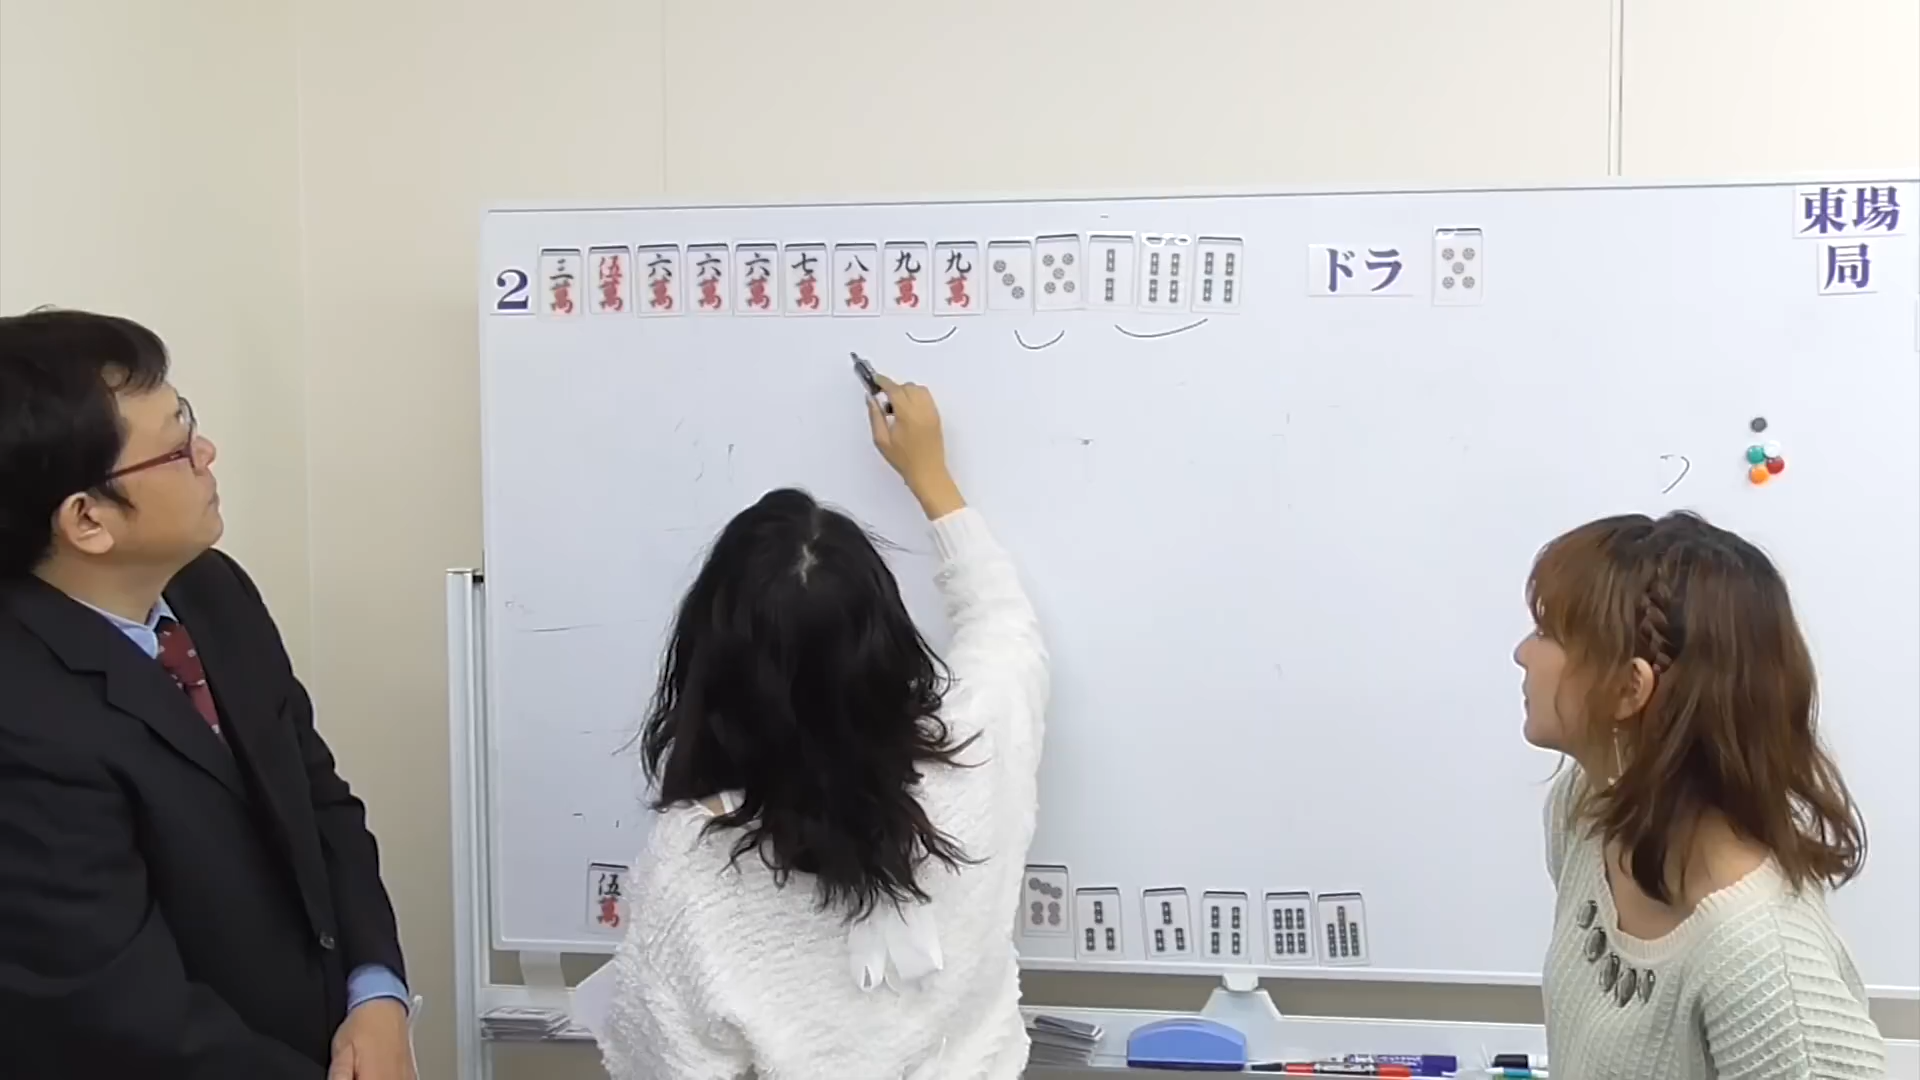 2 三萬 伍萬 六萬 六萬 六萬 七萬 八萬 九萬 九萬 ドラ
東場
局
伍萬